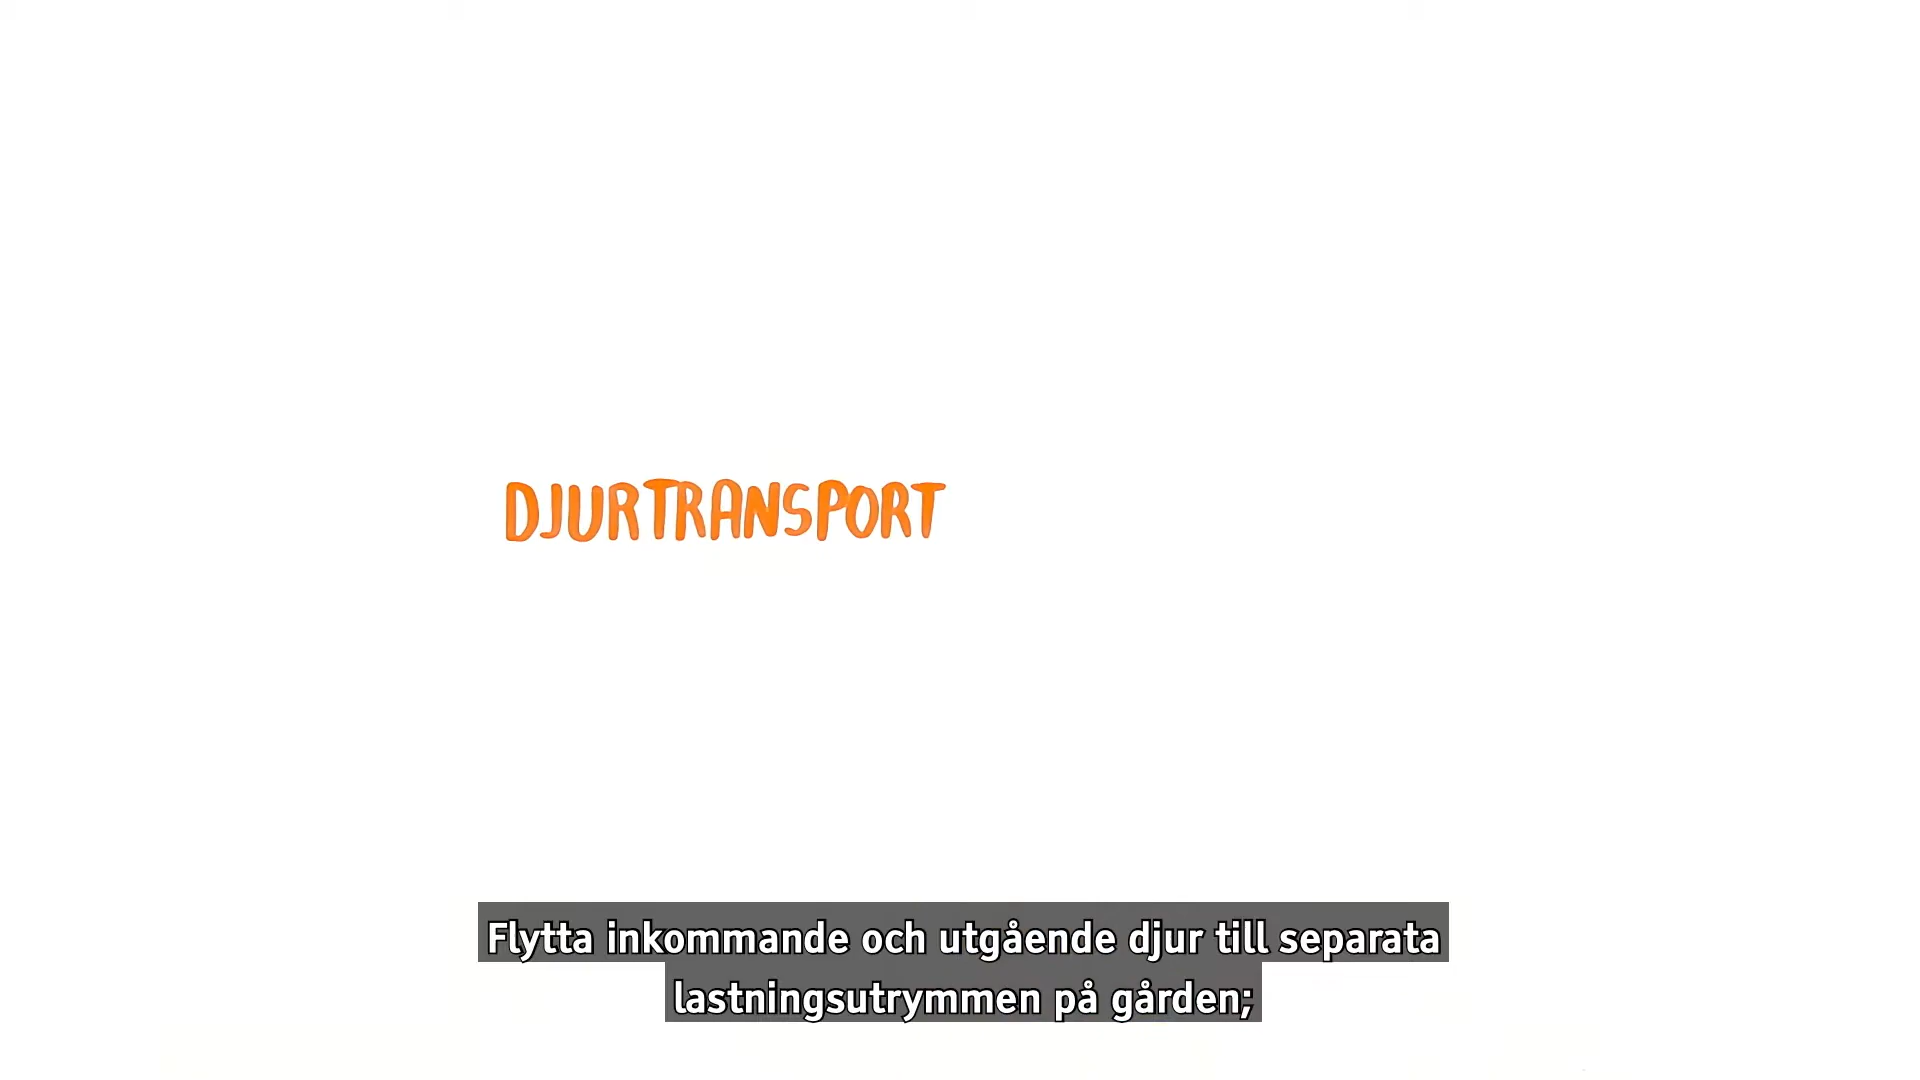 DJURTRANSPORT
Flytta inkommande och utgående djur till separata
lastningsutrymmen på gården;